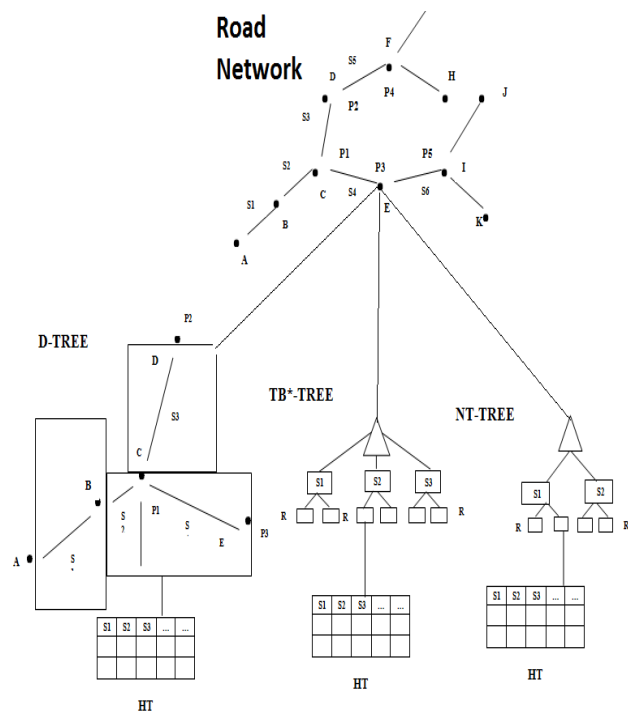 Road
Network
F
S5
D
H
J
P2
P4
S3
P1
P3
P5
I
S2
C
S4
S6
E
K
S1
B
A
D-TREE
P2
D
S3
C
B
S
P1
S
E
P3
A
S
S1 S2 S3 ... ...
HT
TB*-TREE
S1
S2
S3
R
R
R
S1 S2 S3 ... ...
HT
NT-TREE
S1
S2
R
R
S1 S2 S3 ... ...
HT